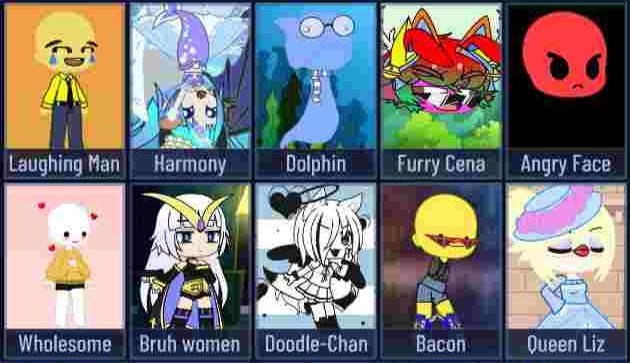 Laughing Man
Harmony
Dolphin
Furry Cena
Angry Face
Wholesome
Bruh women
Doodle-Chan
Bacon
Queen Liz